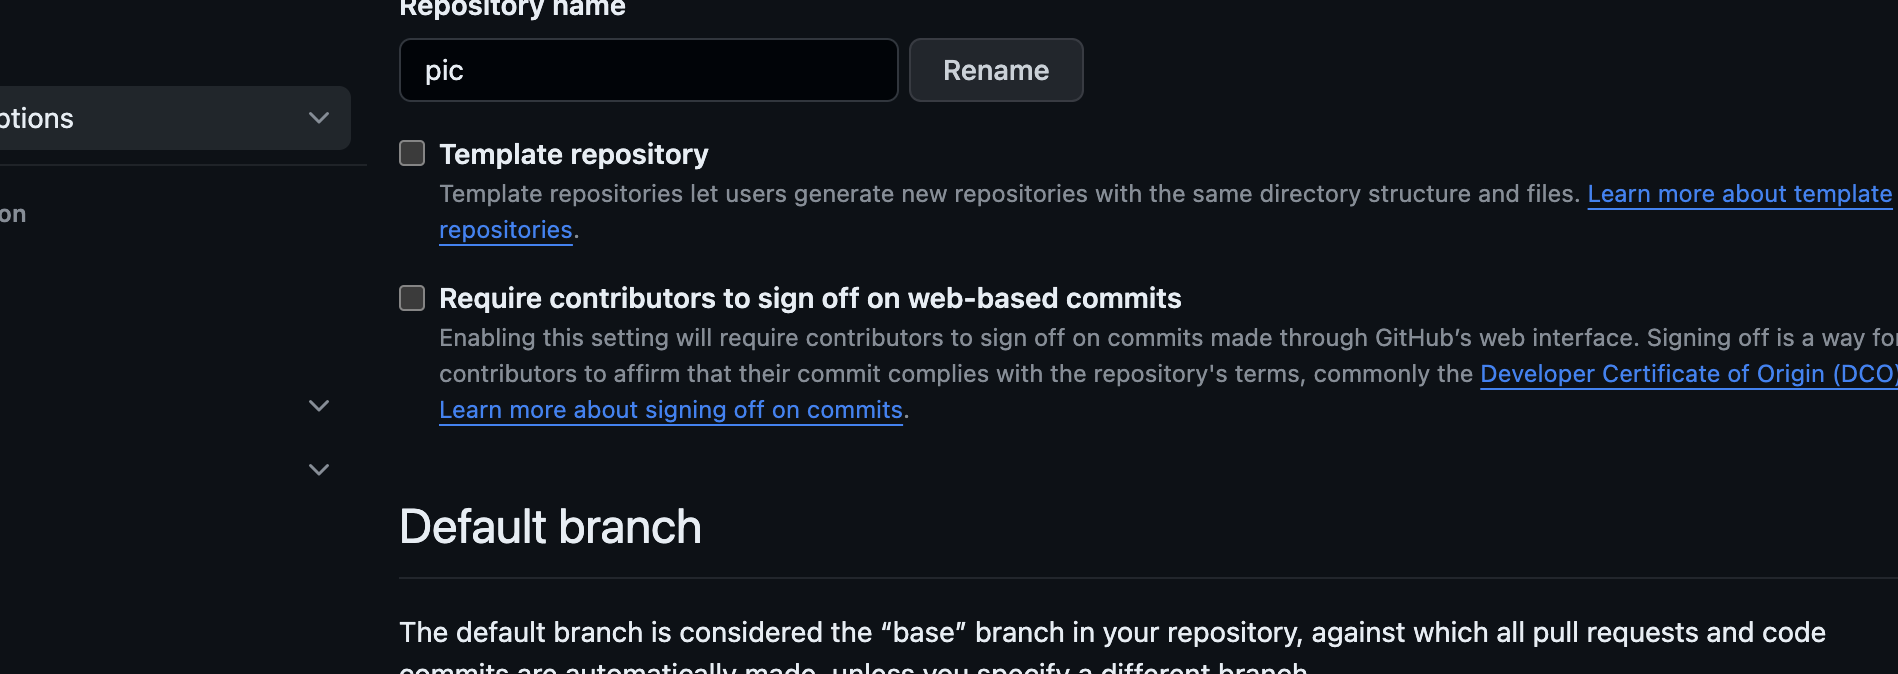 Repository name
pic
Rename
ptions
Template repository
Template repositories let users generate new repositories with the same directory structure and files. Learn more about template
repositories.
on
Require contributors to sign off on web-based commits
Enabling this setting will require contributors to sign off on commits made through GitHub’s web interface. Signing off is a way for
contributors to affirm that their commit complies with the repository's terms, commonly the Developer Certificate of Origin (DCO)
Learn more about signing off on commits.
Default branch
The default branch is considered the “base” branch in your repository, against which all pull requests and code
commits are automatically made, unless you specify a different branch.